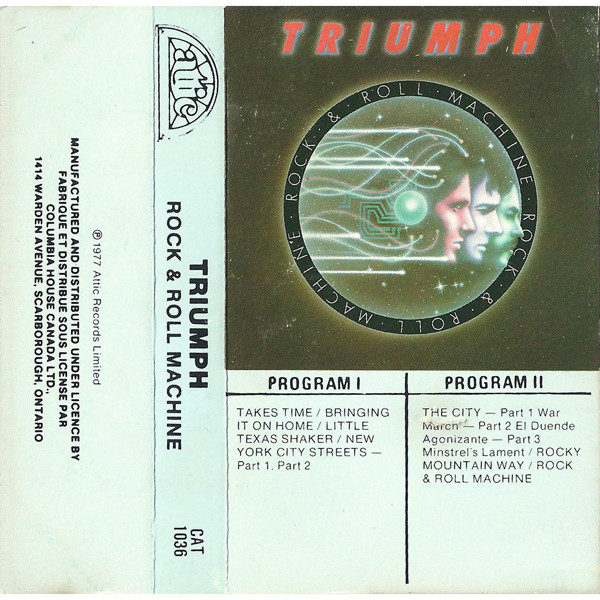 MANUFACTURED AND DISTRIBUTED UNDER LICENCE BY
FABRIQUE ET DISTRIBUE SOUS LICENSE PAR
COLUMBIA HOUSE CANADA LTD.,
1414 WARDEN AVENUE, SCARBOROUGH, ONTARIO
℗ 1977 Attic Records Limited
attic
TRIUMPH
ROCK & ROLL MACHINE
CAT
1036
TRIUMPH
ROCK & ROLL MACHINE · ROCK & ROLL MACHINE ·
PROGRAM I
TAKES TIME / BRINGING
IT ON HOME / LITTLE
TEXAS SHAKER / NEW
YORK CITY STREETS —
Part 1, Part 2
PROGRAM II
THE CITY — Part 1 War
March — Part 2 El Duende
Agonizante — Part 3
Minstrel's Lament / ROCKY
MOUNTAIN WAY / ROCK
& ROLL MACHINE